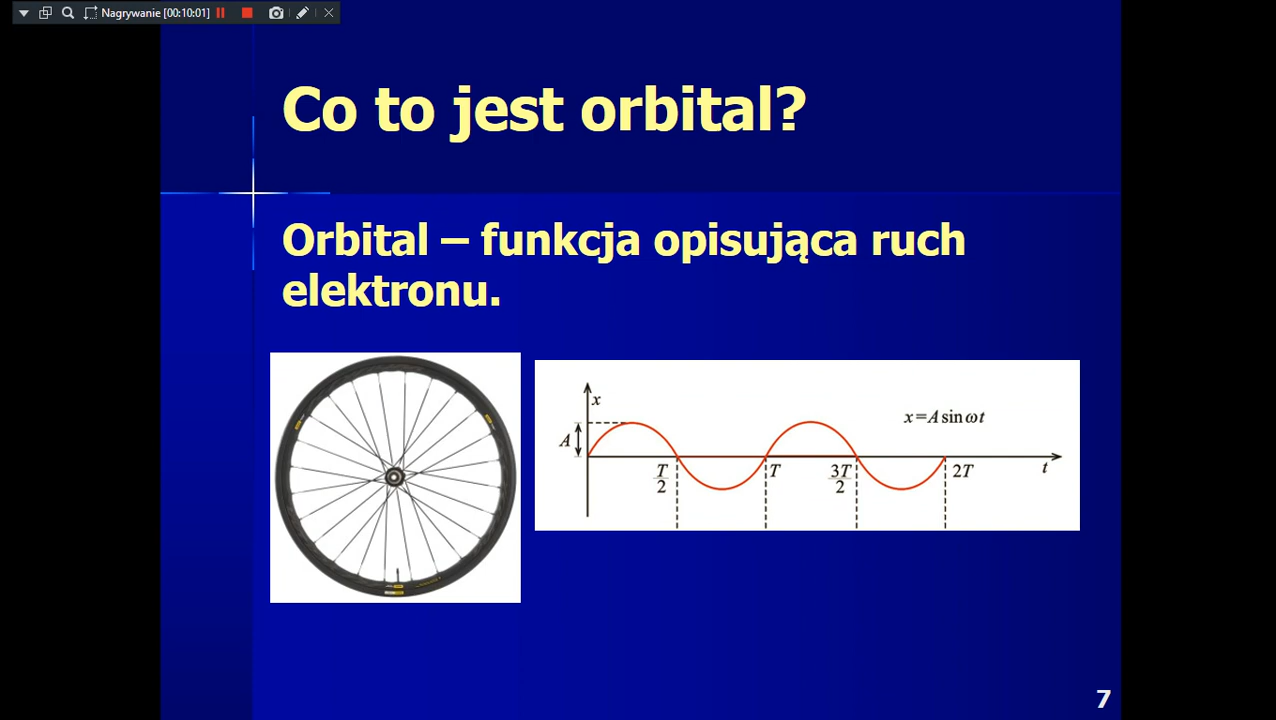 Nagrywanie [00:10:01]
Co to jest orbital?
Orbital – funkcja opisująca ruch
elektronu.
x
A
x=A sin ωt
T/2
T
3T/2
2T
t
7